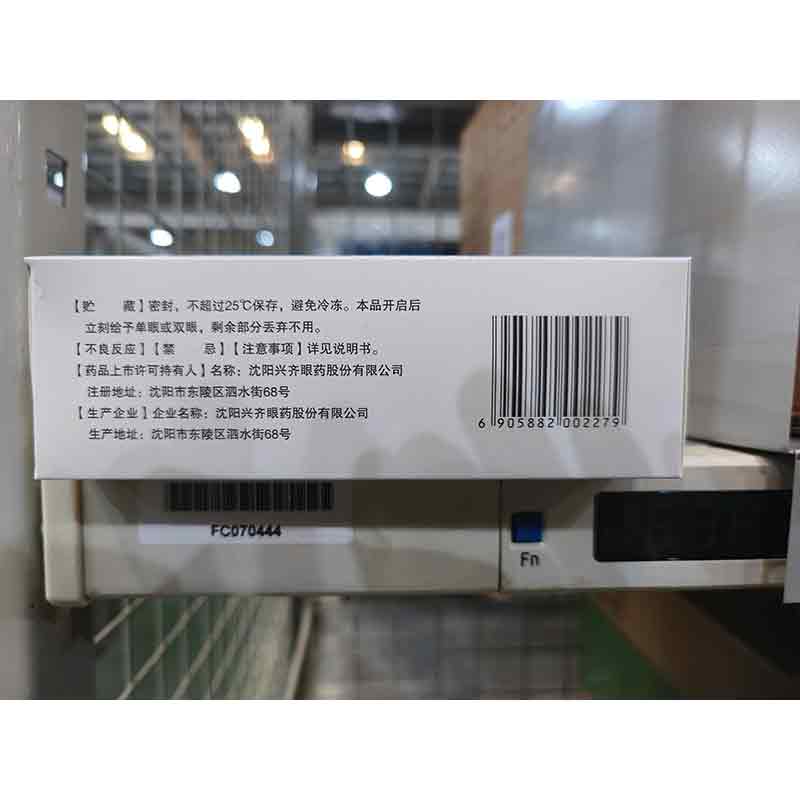 【贮　　藏】密封，不超过25℃保存，避免冷冻。本品开启后
立刻给予单眼或双眼，剩余部分丢弃不用。
【不良反应】【禁　　忌】【注意事项】详见说明书。
【药品上市许可持有人】名称：沈阳兴齐眼药股份有限公司
注册地址：沈阳市东陵区泗水街68号
【生产企业】企业名称：沈阳兴齐眼药股份有限公司
生产地址：沈阳市东陵区泗水街68号
6 905882 002279
FC070444
Fn